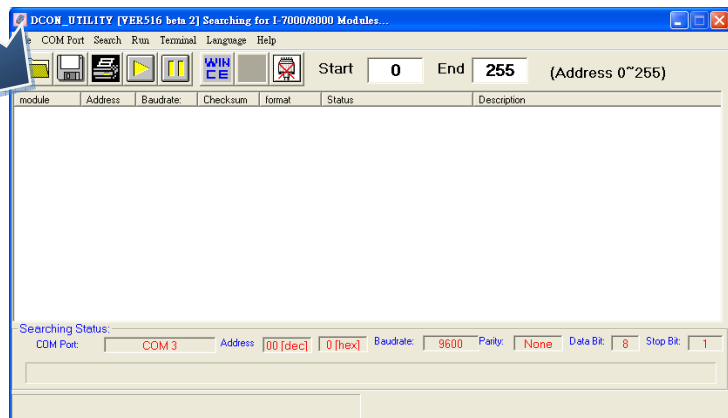 DCON_UTILITY [VER516 beta 2] Searching for I-7000/8000 Modules...
COM Port Search Run Terminal Language Help
WIN CE Start 0 End 255 (Address 0~255)
module Address Baudrate: Checksum format Status Description
Searching Status:
COM Port: COM 3 Address 00 [dec] 0 [hex] Baudrate: 9600 Parity: None Data Bit: 8 Stop Bit: 1